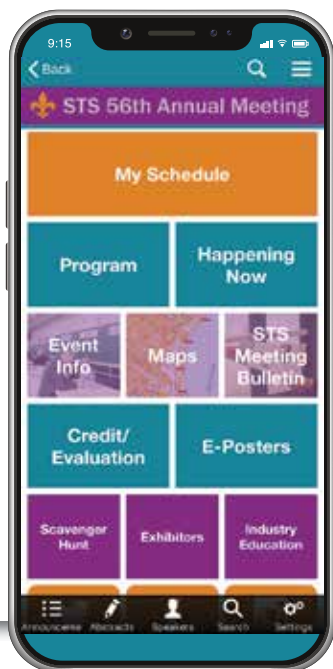 9:15
Back
STS 56th Annual Meeting
My Schedule
Program
Happening
Now
Event
Info
Maps
STS
Meeting
Bulletin
Credit/
Evaluation
E-Posters
Scavenger
Hunt
Exhibitors
Industry
Education
Abstracts
Speakers
Search
Settings